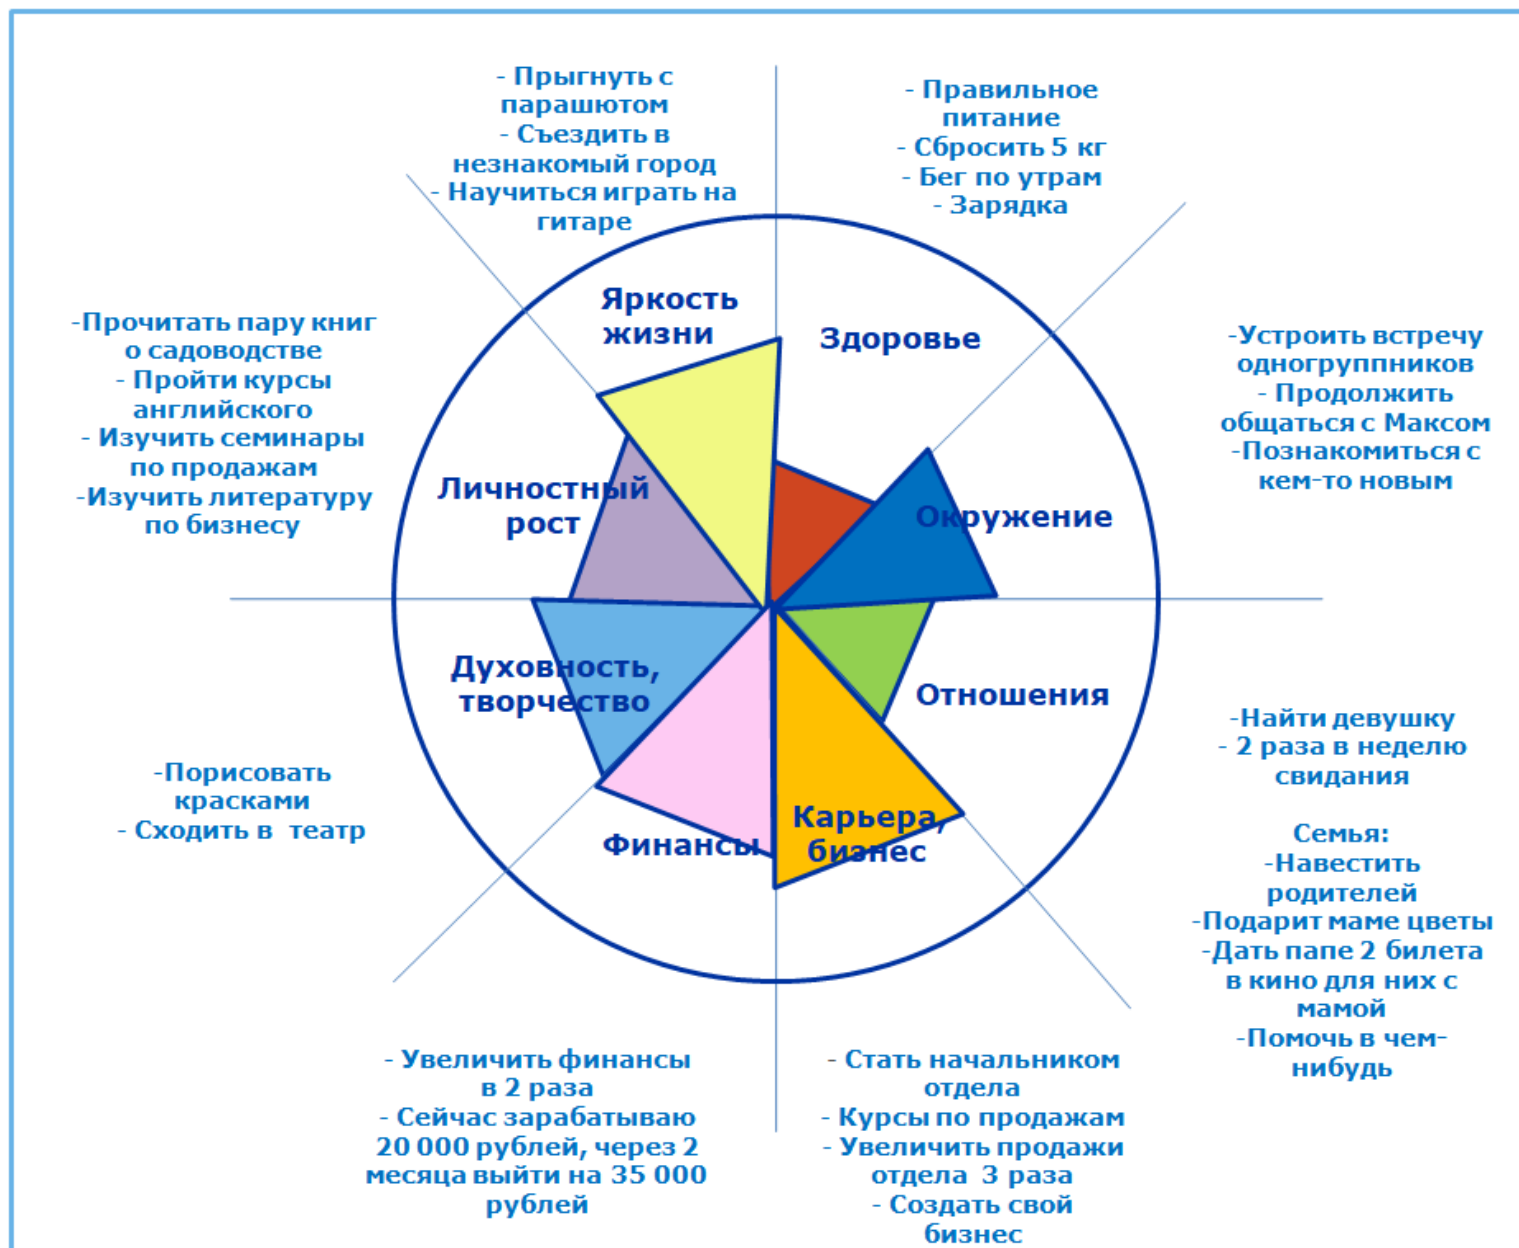 - Прыгнуть с
парашютом
- Съездить в
незнакомый город
- Научиться играть на
гитаре
- Правильное
питание
- Сбросить 5 кг
- Бег по утрам
- Зарядка
-Прочитать пару книг
о садоводстве
- Пройти курсы
английского
- Изучить семинары
по продажам
-Изучить литературу
по бизнесу
Яркость
жизни
Здоровье
-Устроить встречу
одногруппников
- Продолжить
общаться с Максом
-Познакомиться с
кем-то новым
Личностный
рост
Окружение
Духовность,
творчество
Отношения
Финансы
Карьера,
бизнес
-Порисовать
красками
- Сходить в театр
-Найти девушку
- 2 раза в неделю
свидания
Семья:
-Навестить
родителей
-Подарит маме цветы
-Дать папе 2 билета
в кино для них с
мамой
-Помочь в чем-
нибудь
- Увеличить финансы
в 2 раза
- Сейчас зарабатываю
20 000 рублей, через 2
месяца выйти на 35 000
рублей
- Стать начальником
отдела
- Курсы по продажам
- Увеличить продажи
отдела 3 раза
- Создать свой
бизнес